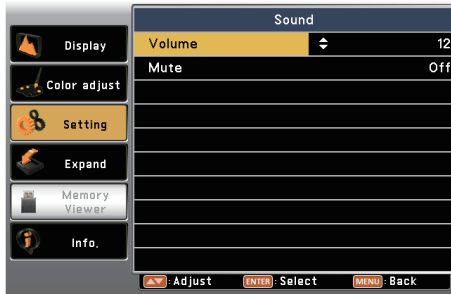 Sound
Display
Color adjust
Setting
Expand
Memory
Viewer
Info.
Volume 12
Mute Off
: Adjust ENTER : Select MENU : Back